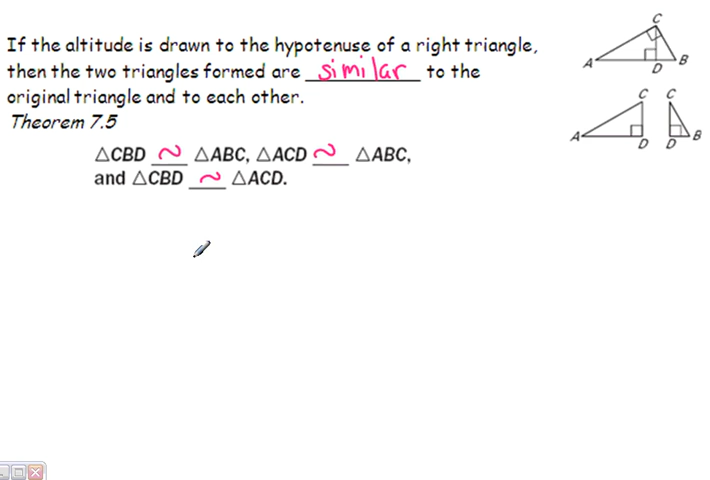 If the altitude is drawn to the hypotenuse of a right triangle,
then the two triangles formed are similar to the
original triangle and to each other.
Theorem 7.5
△CBD ~ △ABC, △ACD ~ △ABC,
and △CBD ~ △ACD.
C
A
D
B
C
C
A
D
D
B